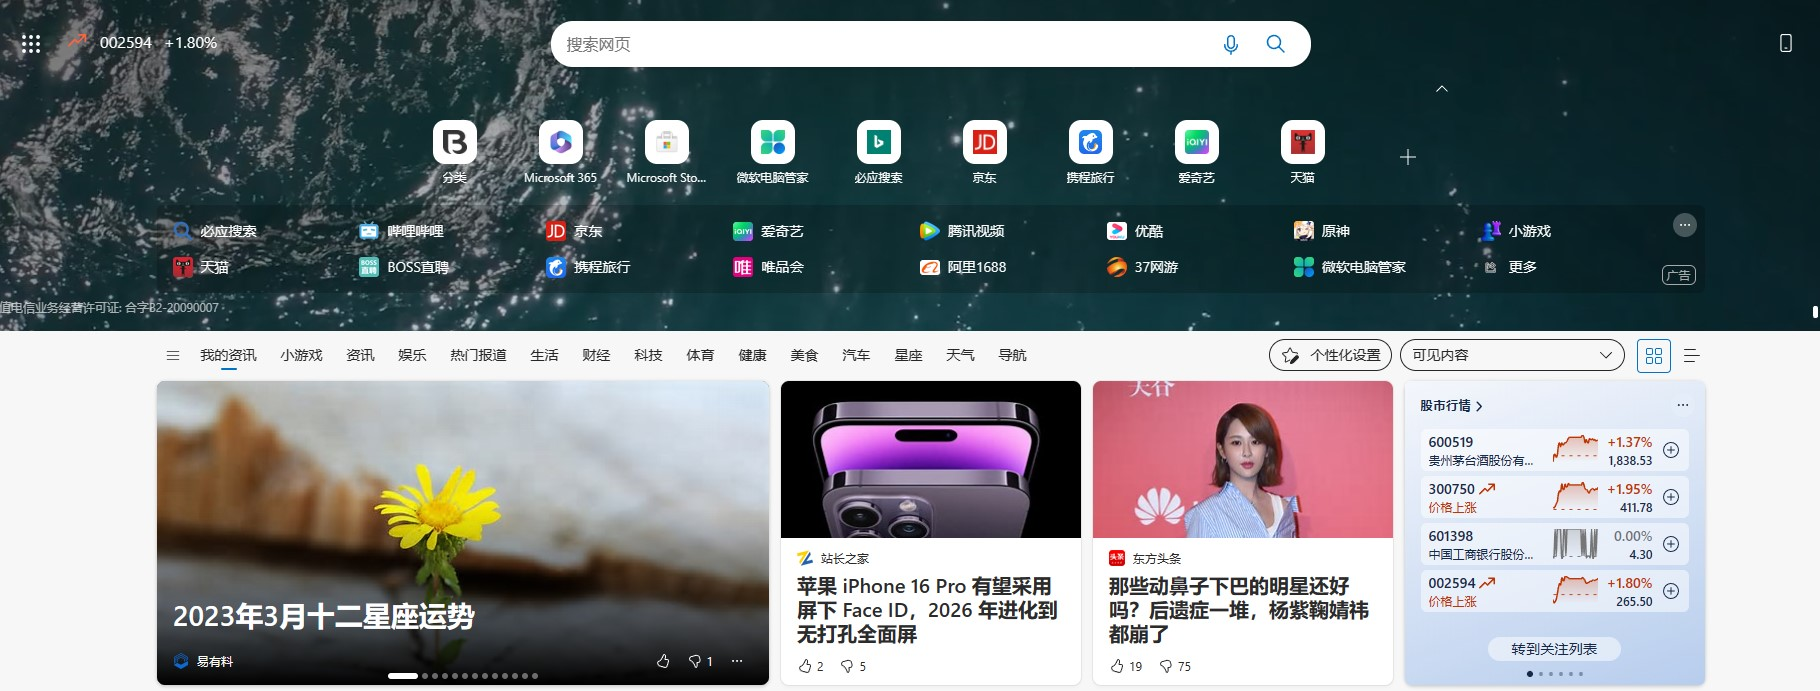 002594 +1.80%
搜索网页
分类
Microsoft 365
Microsoft Sto...
微软电脑管家
必应搜索
京东
携程旅行
爱奇艺
天猫
必应搜索
哔哩哔哩
京东
爱奇艺
腾讯视频
优酷
原神
小游戏
天猫
BOSS直聘
携程旅行
唯品会
阿里1688
37网游
微软电脑管家
更多
广告
值电信业务经营许可证: 合字B2-20090007
我的资讯 小游戏 资讯 娱乐 热门报道 生活 财经 科技 体育 健康 美食 汽车 星座 天气 导航
个性化设置
可见内容
2023年3月十二星座运势
易有料
1
站长之家
苹果 iPhone 16 Pro 有望采用
屏下 Face ID，2026 年进化到
无打孔全面屏
2 5
HUAWEI
东方头条
那些动鼻子下巴的明星还好
吗？后遗症一堆，杨紫鞠婧祎
都崩了
19 75
股市行情
600519 +1.37%
贵州茅台酒股份有... 1,838.53
300750 +1.95%
价格上涨 411.78
601398 0.00%
中国工商银行股份... 4.30
002594 +1.80%
价格上涨 265.50
转到关注列表